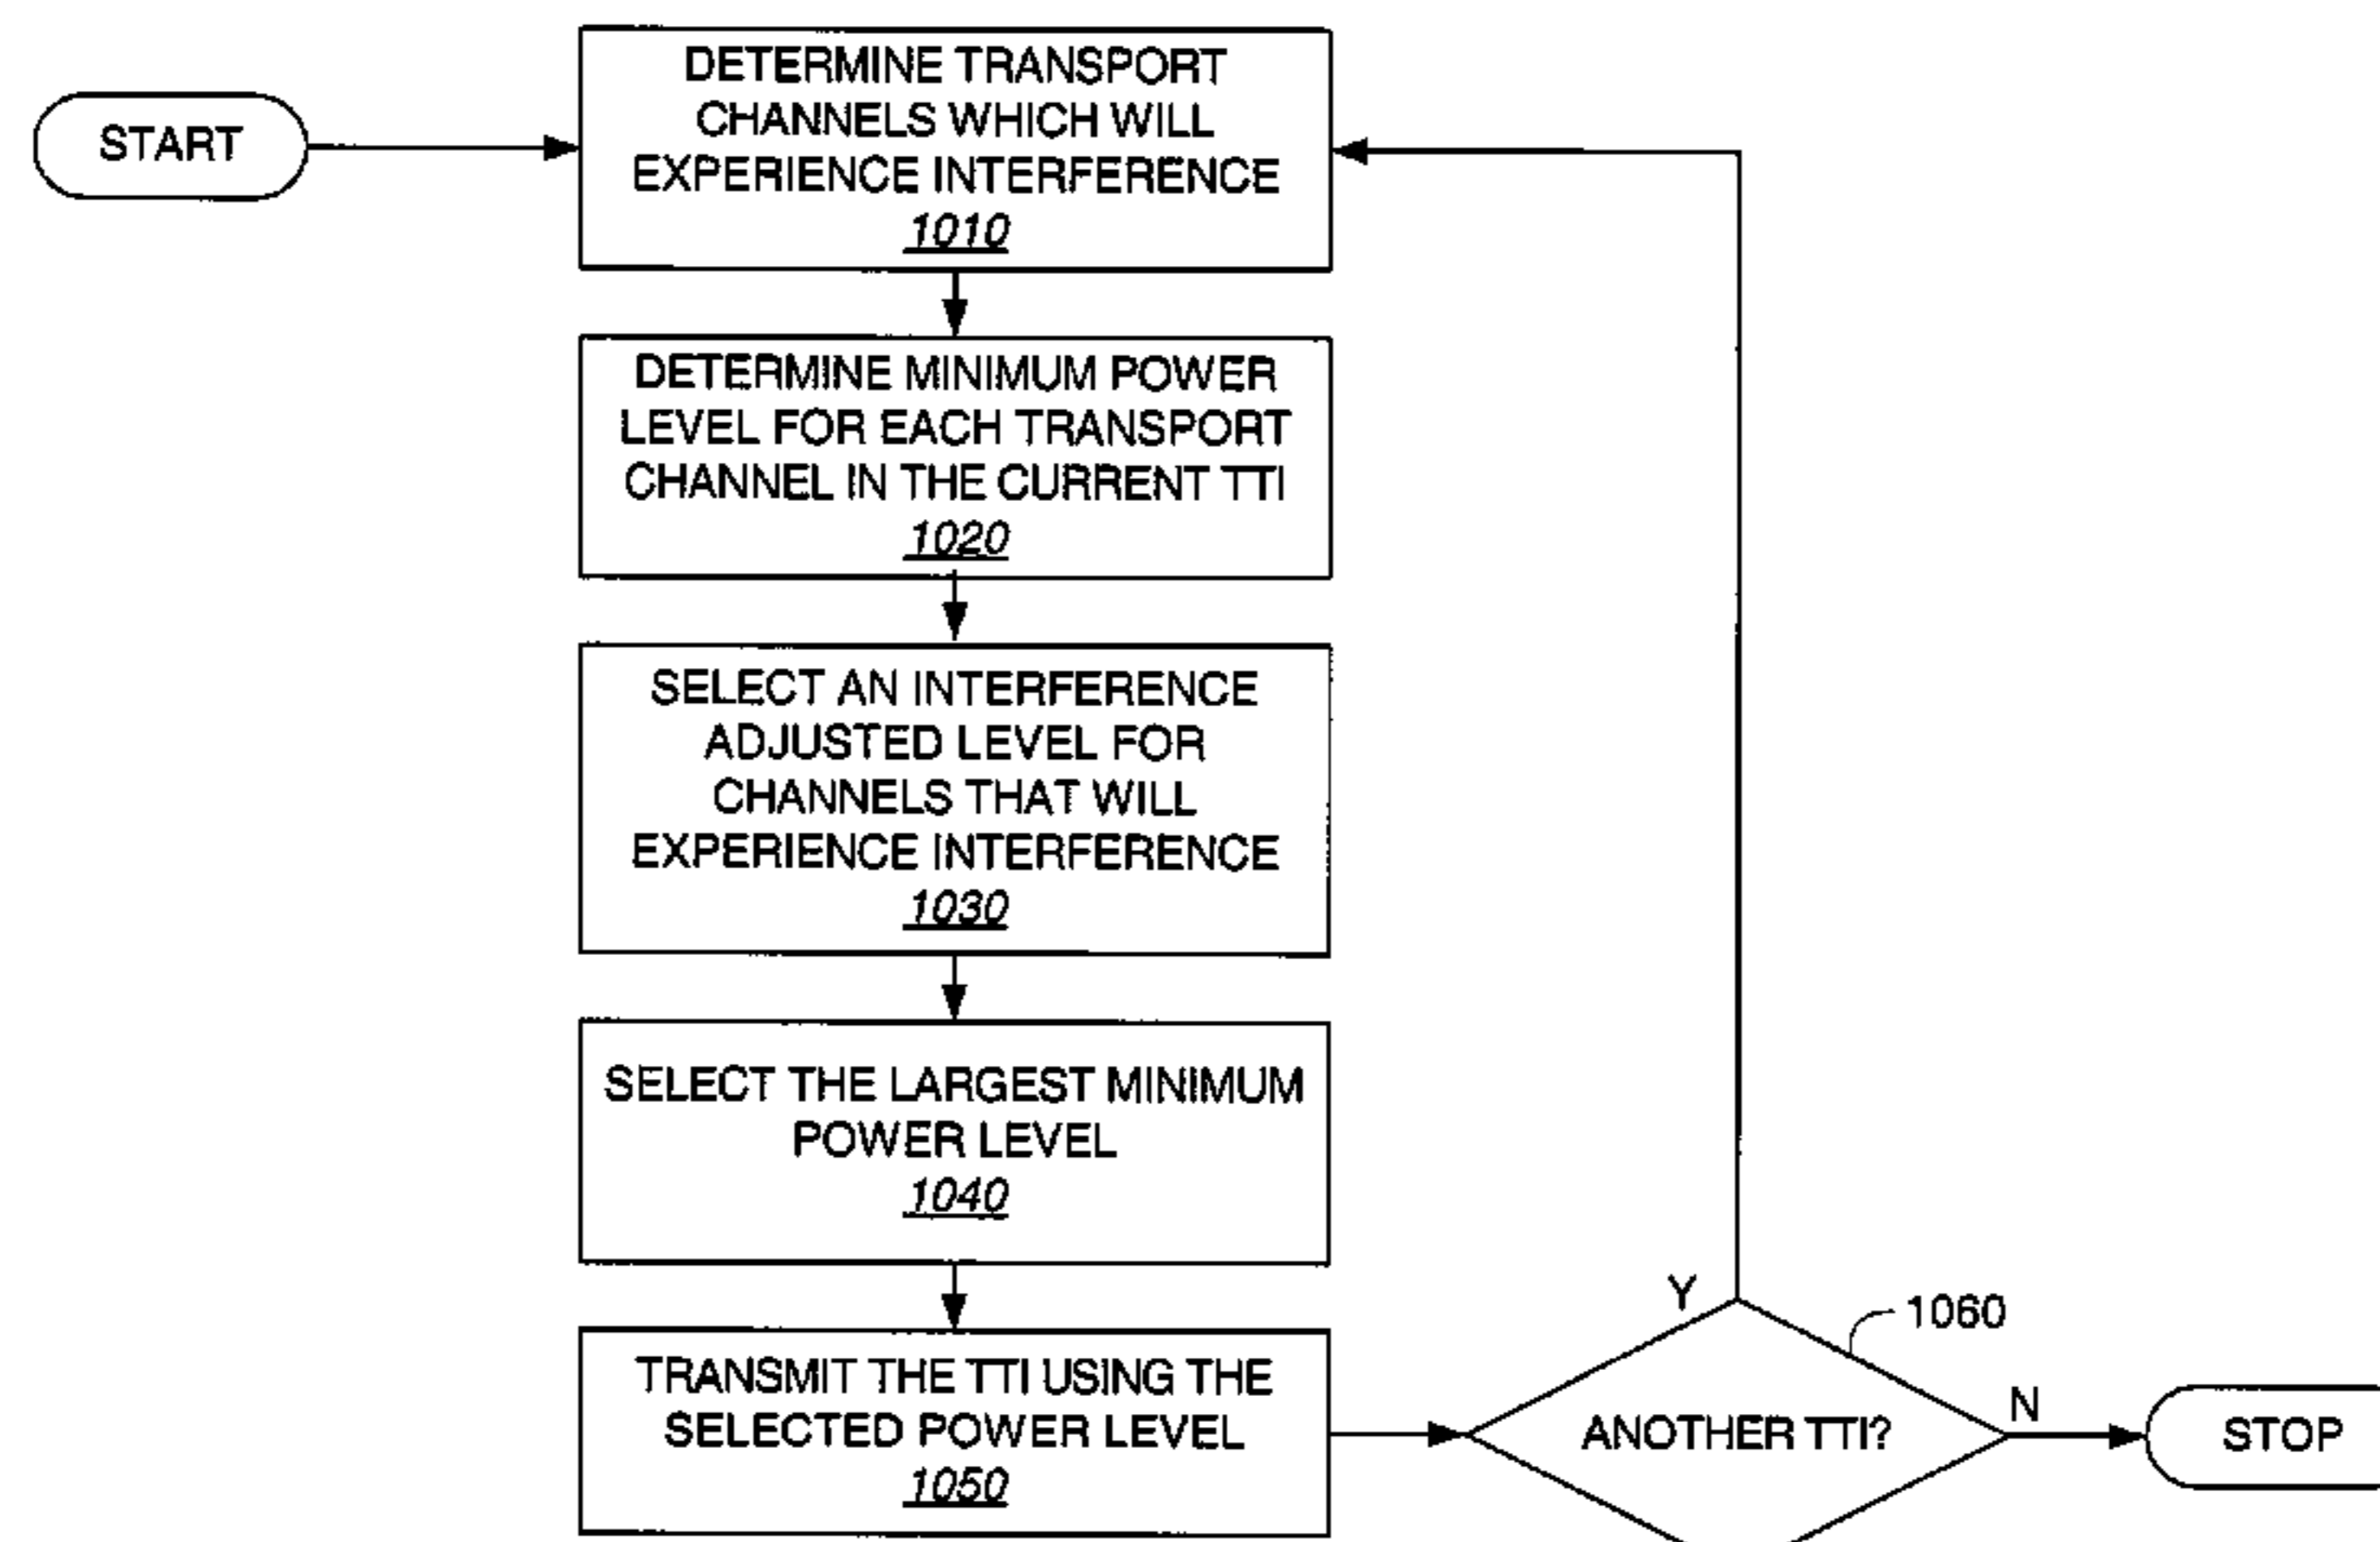 START
DETERMINE TRANSPORT
CHANNELS WHICH WILL
EXPERIENCE INTERFERENCE
1010
DETERMINE MINIMUM POWER
LEVEL FOR EACH TRANSPORT
CHANNEL IN THE CURRENT TTI
1020
SELECT AN INTERFERENCE
ADJUSTED LEVEL FOR
CHANNELS THAT WILL
EXPERIENCE INTERFERENCE
1030
SELECT THE LARGEST MINIMUM
POWER LEVEL
1040
TRANSMIT THE TTI USING THE
SELECTED POWER LEVEL
1050
Y
1060
ANOTHER TTI?
N
STOP